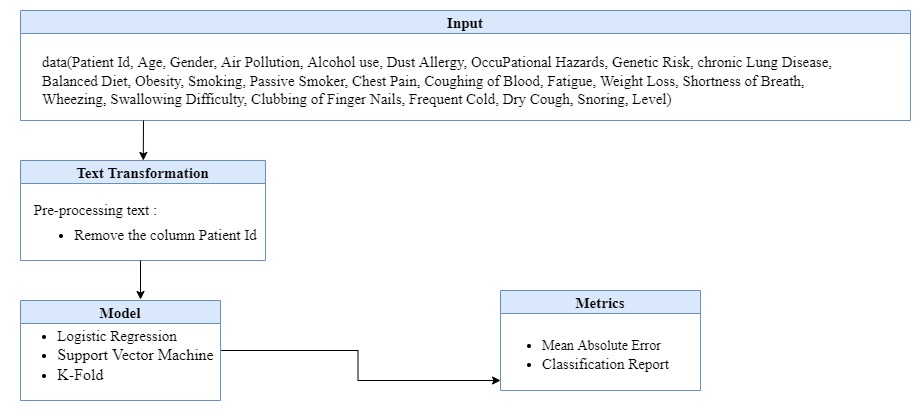 Input
data(Patient Id, Age, Gender, Air Pollution, Alcohol use, Dust Allergy, OccuPational Hazards, Genetic Risk, chronic Lung Disease,
Balanced Diet, Obesity, Smoking, Passive Smoker, Chest Pain, Coughing of Blood, Fatigue, Weight Loss, Shortness of Breath,
Wheezing, Swallowing Difficulty, Clubbing of Finger Nails, Frequent Cold, Dry Cough, Snoring, Level)
Text Transformation
Pre-processing text :
• Remove the column Patient Id
Model
• Logistic Regression
• Support Vector Machine
• K-Fold
Metrics
• Mean Absolute Error
• Classification Report